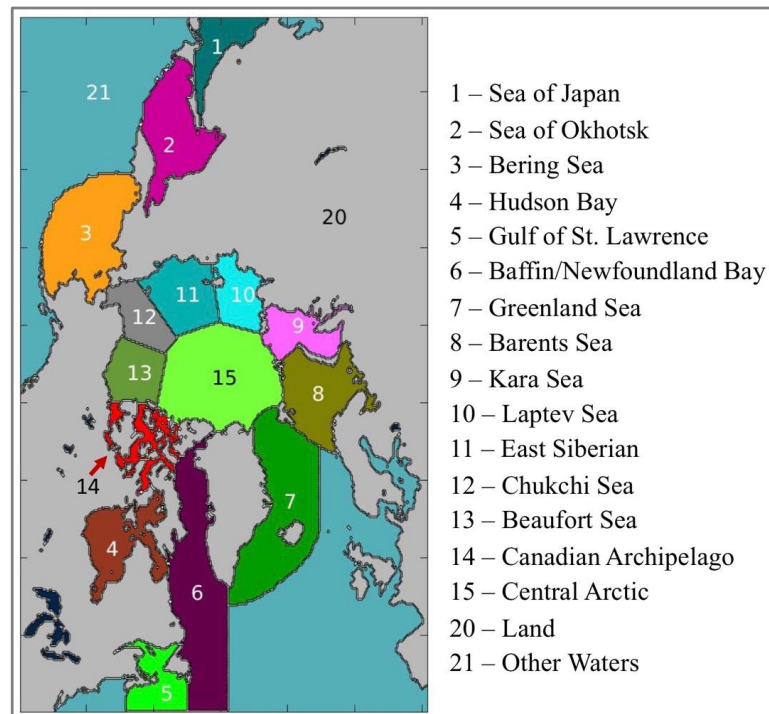 1
21
2
20
3
11
10
12
9
13
15
8
14
7
4
6
5
1 – Sea of Japan
2 – Sea of Okhotsk
3 – Bering Sea
4 – Hudson Bay
5 – Gulf of St. Lawrence
6 – Baffin/Newfoundland Bay
7 – Greenland Sea
8 – Barents Sea
9 – Kara Sea
10 – Laptev Sea
11 – East Siberian
12 – Chukchi Sea
13 – Beaufort Sea
14 – Canadian Archipelago
15 – Central Arctic
20 – Land
21 – Other Waters